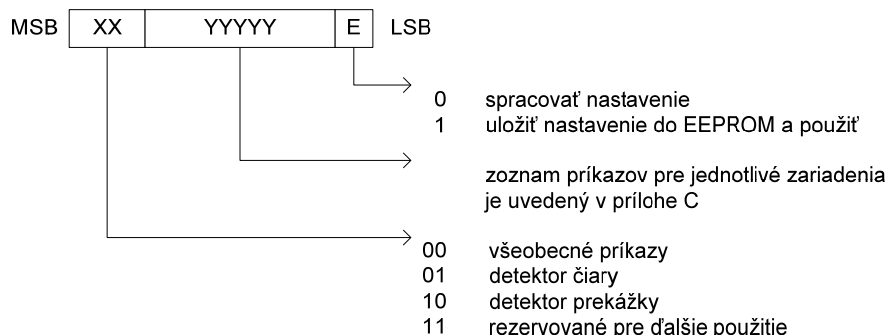 MSB XX YYYYY E LSB
0 spracovať nastavenie
1 uložiť nastavenie do EEPROM a použiť
zoznam príkazov pre jednotlivé zariadenia
je uvedený v prílohe C
00 všeobecné príkazy
01 detektor čiary
10 detektor prekážky
11 rezervované pre ďalšie použitie